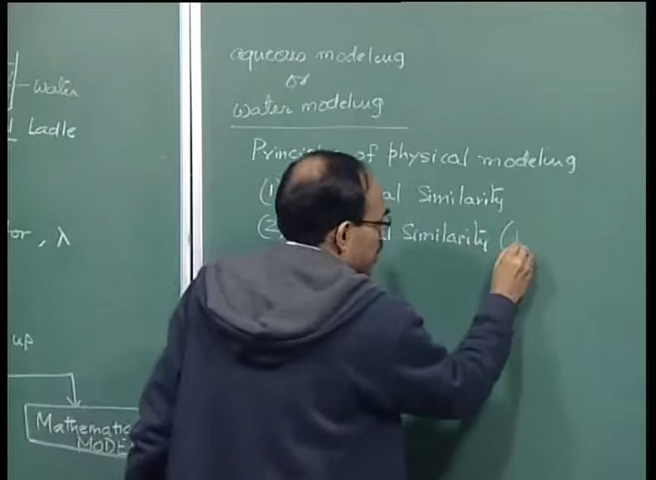 water
Ladle
or, λ
up
Mathematic
MODE
aqueous modeling
or
water modeling
Principles of physical modeling
(1 al Similarity
(2 l Similarity (